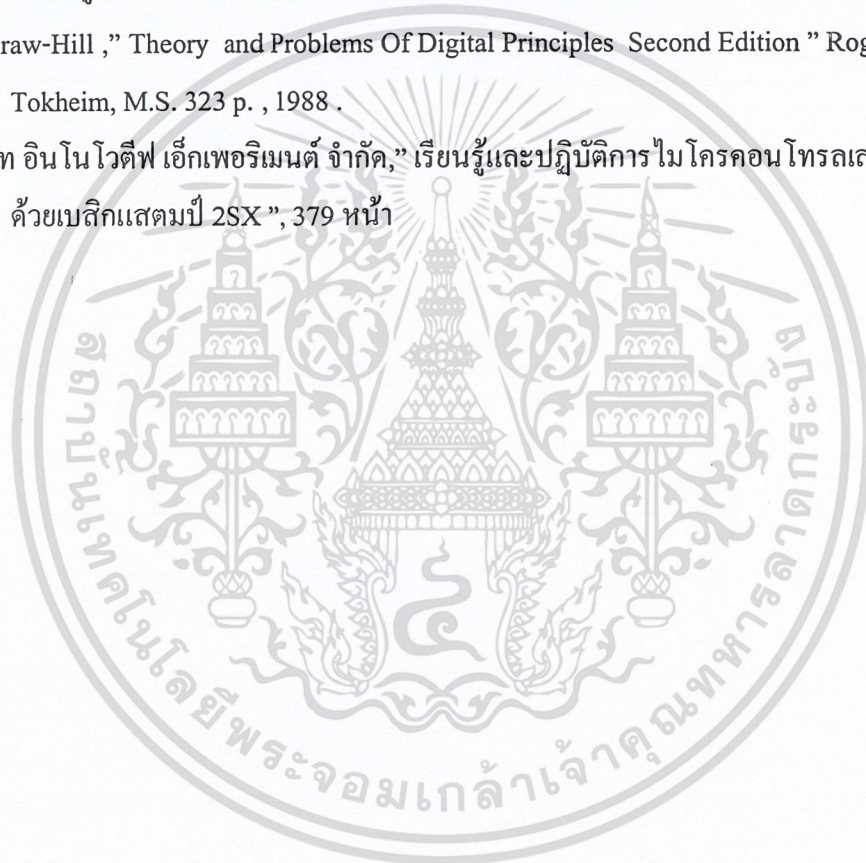 raw-Hill ,” Theory and Problems Of Digital Principles Second Edition ” Rog
Tokheim, M.S. 323 p. , 1988 .
ท อินโนโวตีฟ เอ็กเพอริเมนต์ จำกัด,” เรียนรู้และปฏิบัติการไมโครคอนโทรลเล
ด้วยเบสิกแสตมป์ 2SX ”, 379 หน้า
สถาบันเทคโนโลยีพระจอมเกล้าเจ้าคุณทหารลาดกระบัง